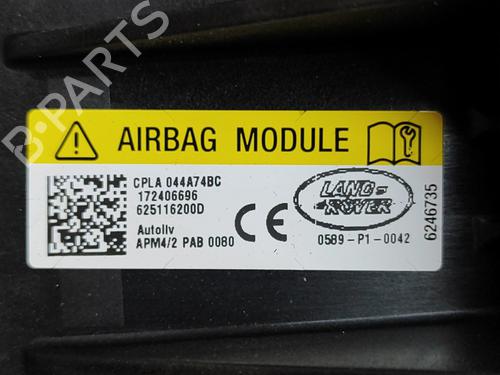 B-PARTS
AIRBAG MODULE
CPLA 044A74BC
172406696
625116200D
Autoliv
APM4/2 PAB 0080
CE
LAND-
ROVER
0589-P1-0042
6246735